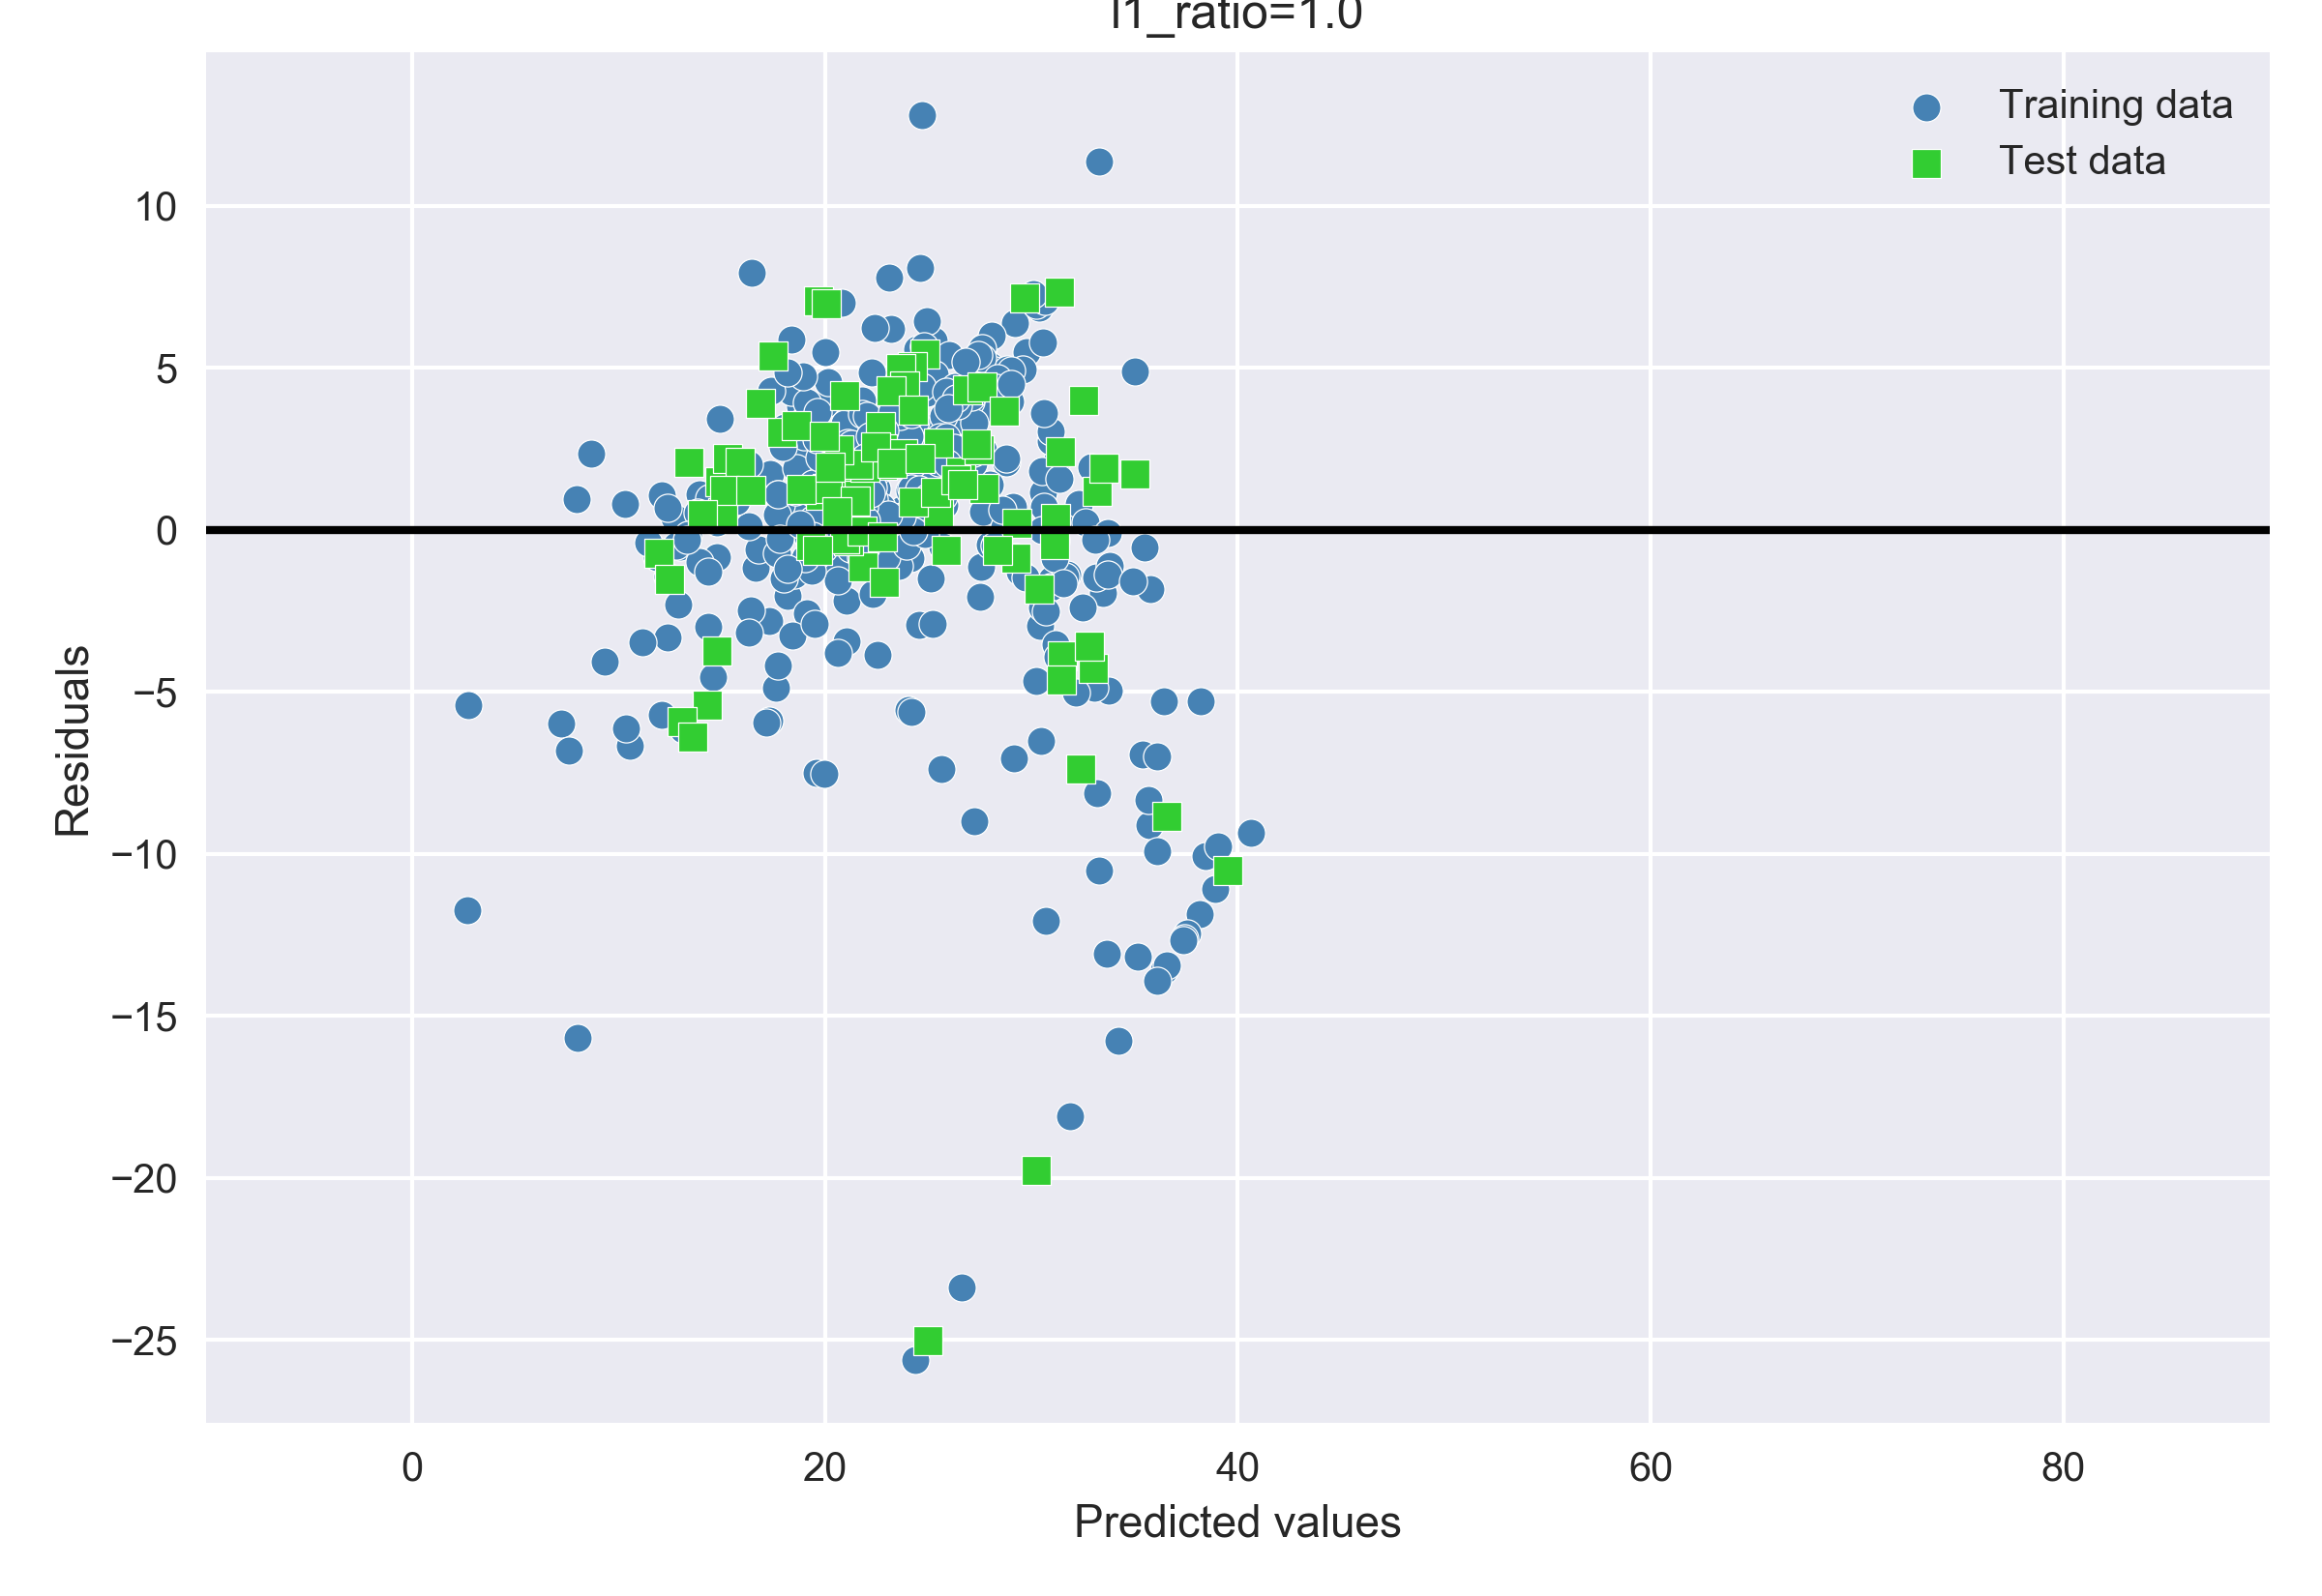 l1_ratio=1.0
Training data
Test data
10
5
0
−5
−10
−15
−20
−25
Residuals
0 20 40 60 80
Predicted values